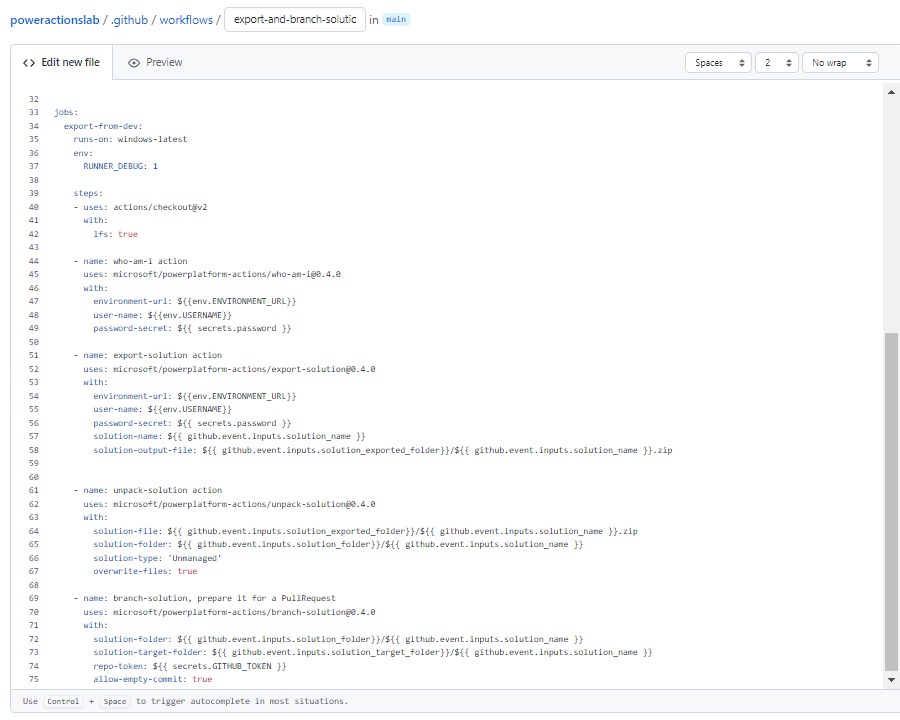 poweractionslab / .github / workflows / export-and-branch-solutic in main
Edit new file Preview Spaces 2 No wrap
32
33 jobs:
34   export-from-dev:
35     runs-on: windows-latest
36     env:
37       RUNNER_DEBUG: 1
38
39     steps:
40     - uses: actions/checkout@v2
41       with:
42         lfs: true
43
44     - name: who-am-i action
45       uses: microsoft/powerplatform-actions/who-am-i@0.4.0
46       with:
47         environment-url: ${{env.ENVIRONMENT_URL}}
48         user-name: ${{env.USERNAME}}
49         password-secret: ${{ secrets.password }}
50
51     - name: export-solution action
52       uses: microsoft/powerplatform-actions/export-solution@0.4.0
53       with:
54         environment-url: ${{env.ENVIRONMENT_URL}}
55         user-name: ${{env.USERNAME}}
56         password-secret: ${{ secrets.password }}
57         solution-name: ${{ github.event.inputs.solution_name }}
58         solution-output-file: ${{ github.event.inputs.solution_exported_folder}}/${{ github.event.inputs.solution_name }}.zip
59
60
61     - name: unpack-solution action
62       uses: microsoft/powerplatform-actions/unpack-solution@0.4.0
63       with:
64         solution-file: ${{ github.event.inputs.solution_exported_folder}}/${{ github.event.inputs.solution_name }}.zip
65         solution-folder: ${{ github.event.inputs.solution_folder}}/${{ github.event.inputs.solution_name }}
66         solution-type: 'Unmanaged'
67         overwrite-files: true
68
69     - name: branch-solution, prepare it for a PullRequest
70       uses: microsoft/powerplatform-actions/branch-solution@0.4.0
71       with:
72         solution-folder: ${{ github.event.inputs.solution_folder}}/${{ github.event.inputs.solution_name }}
73         solution-target-folder: ${{ github.event.inputs.solution_target_folder}}/${{ github.event.inputs.solution_name }}
74         repo-token: ${{ secrets.GITHUB_TOKEN }}
75         allow-empty-commit: true
Use Control + Space to trigger autocomplete in most situations.